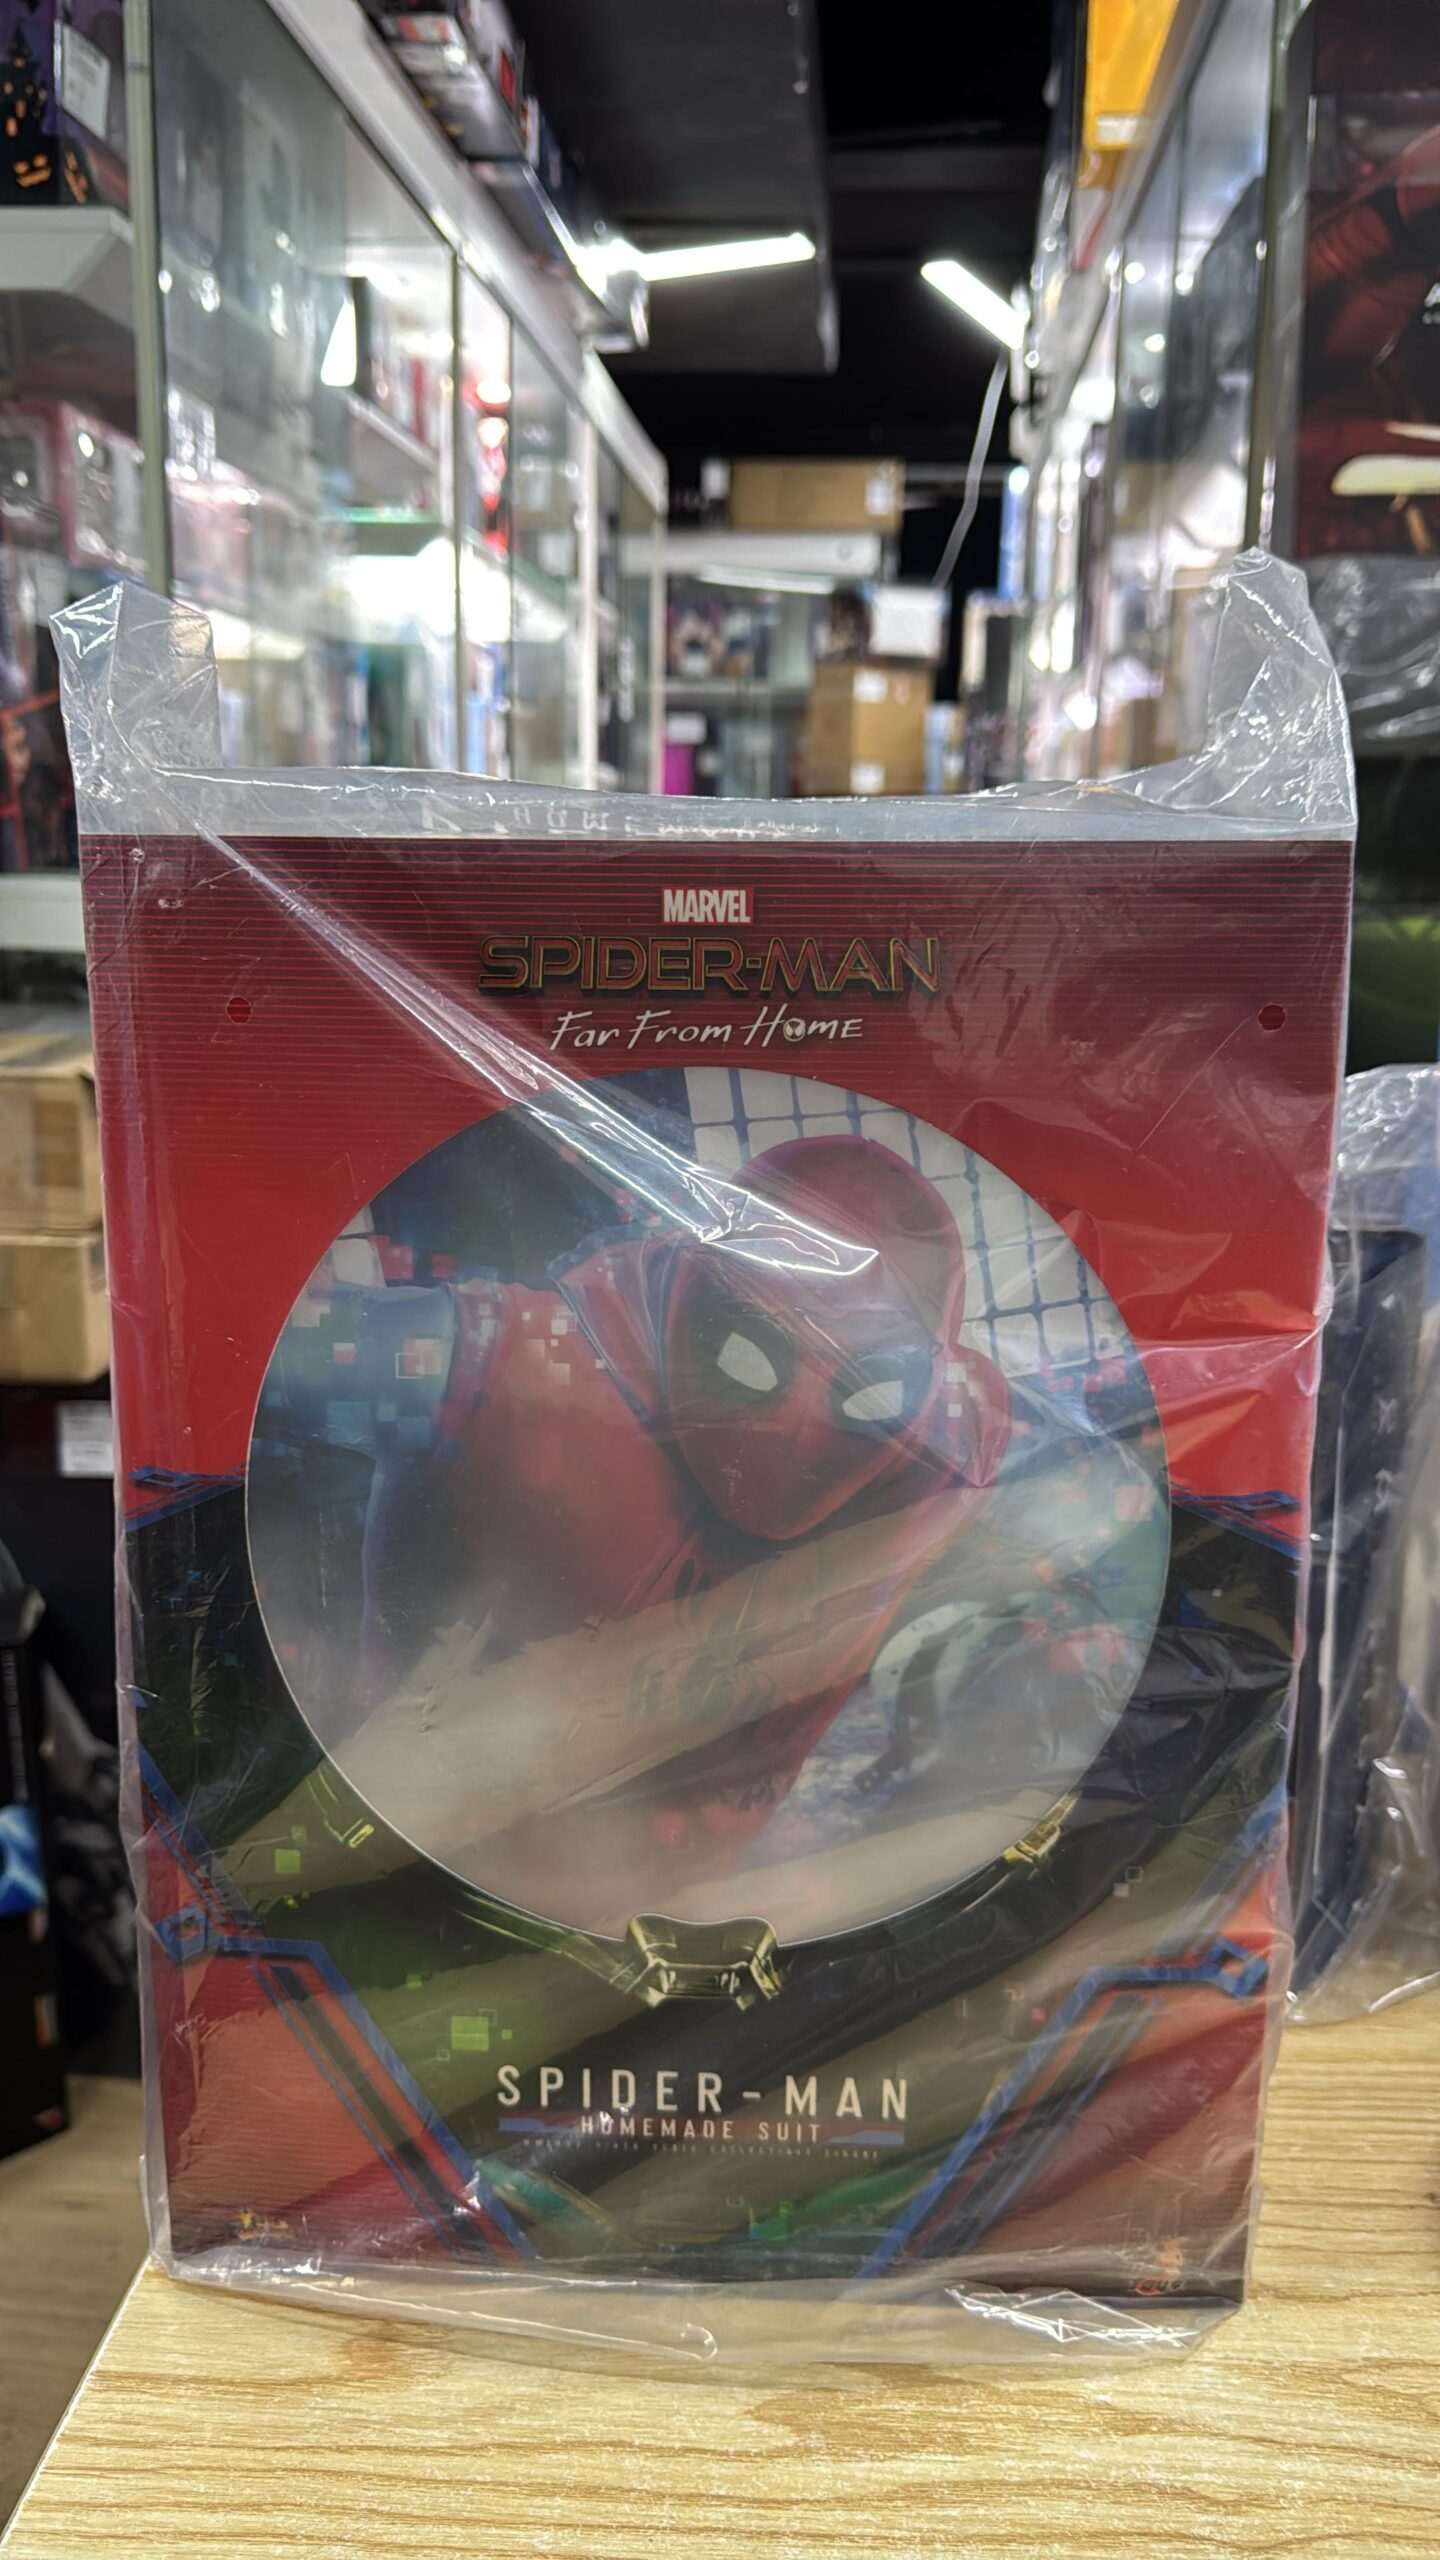 MARVEL
SPIDER-MAN
Far From Home
SPIDER-MAN
HOMEMADE SUIT